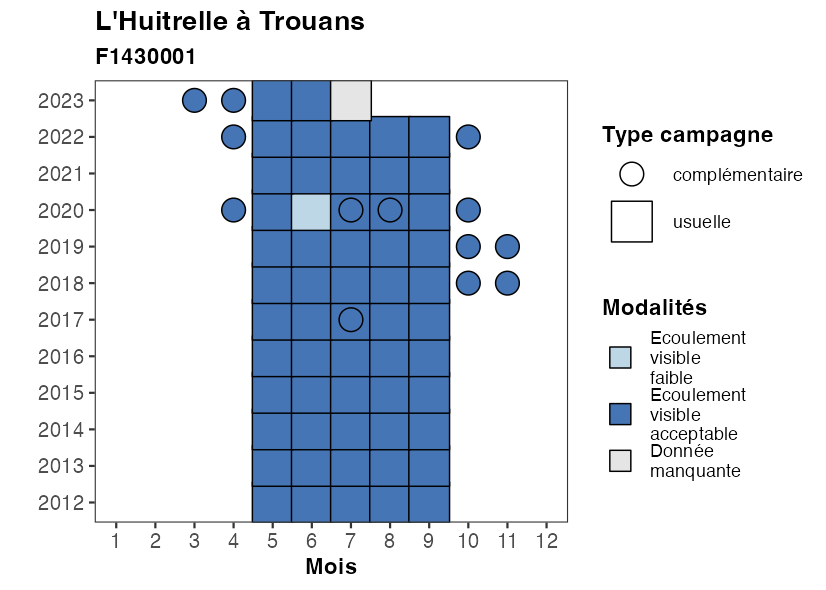 L'Huitrelle à Trouans
F1430001
2023
2022
2021
2020
2019
2018
2017
2016
2015
2014
2013
2012
1 2 3 4 5 6 7 8 9 10 11 12
Mois
Type campagne
complémentaire
usuelle
Modalités
Ecoulement
visible
faible
Ecoulement
visible
acceptable
Donnée
manquante